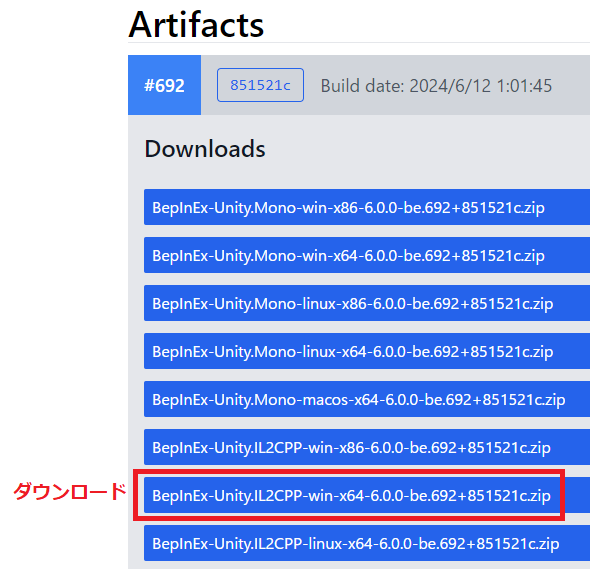 Artifacts
#692 851521c Build date: 2024/6/12 1:01:45
Downloads
BepInEx-Unity.Mono-win-x86-6.0.0-be.692+851521c.zip
BepInEx-Unity.Mono-win-x64-6.0.0-be.692+851521c.zip
BepInEx-Unity.Mono-linux-x86-6.0.0-be.692+851521c.zip
BepInEx-Unity.Mono-linux-x64-6.0.0-be.692+851521c.zip
BepInEx-Unity.Mono-macos-x64-6.0.0-be.692+851521c.zip
BepInEx-Unity.IL2CPP-win-x86-6.0.0-be.692+851521c.zip
ダウンロード BepInEx-Unity.IL2CPP-win-x64-6.0.0-be.692+851521c.zip
BepInEx-Unity.IL2CPP-linux-x64-6.0.0-be.692+851521c.zip